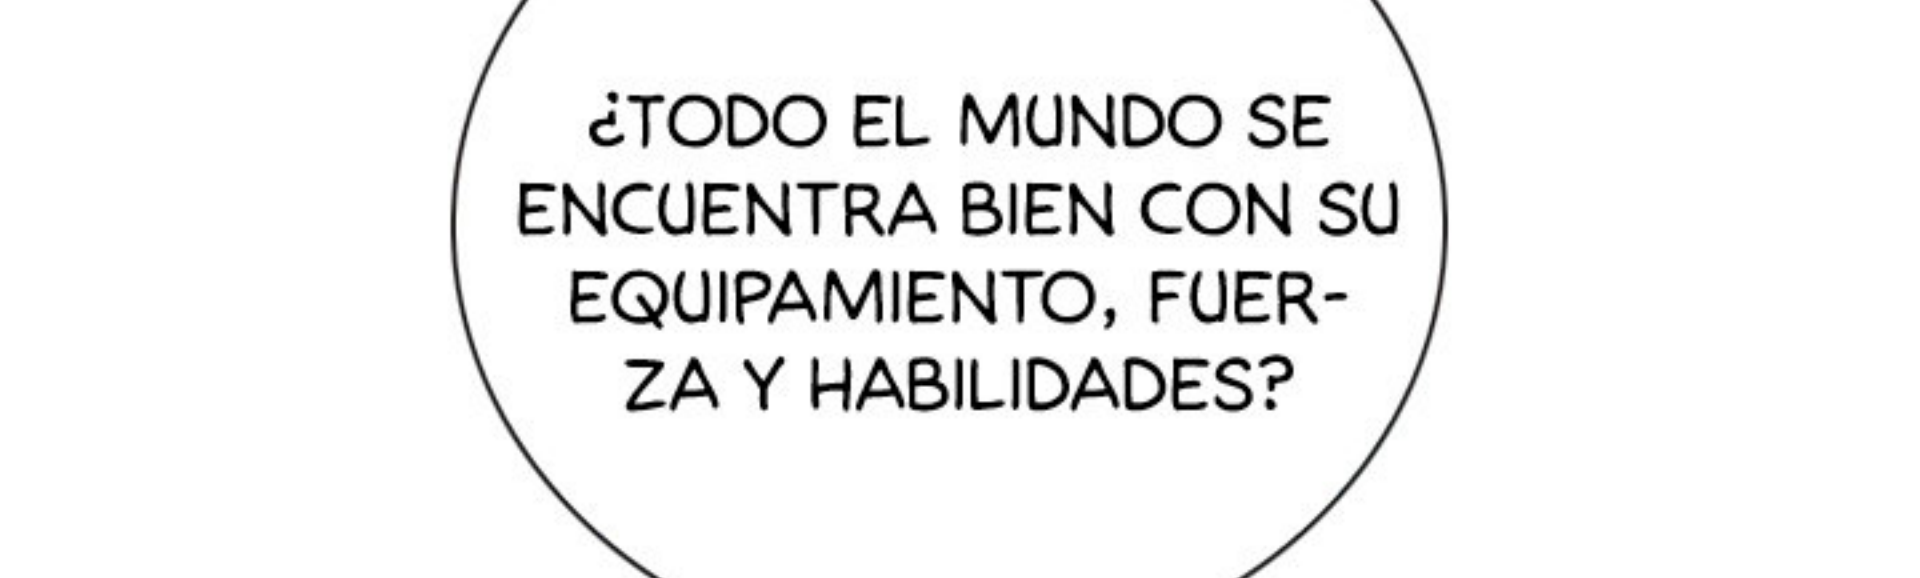 ¿TODO EL MUNDO SE
ENCUENTRA BIEN CON SU
EQUIPAMIENTO, FUER-
ZA Y HABILIDADES?